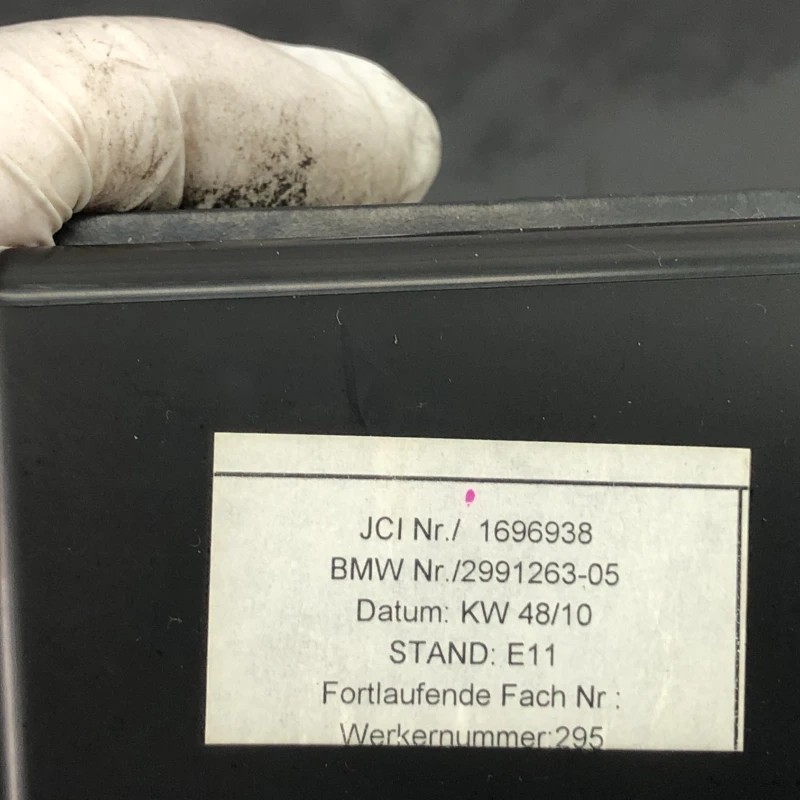 JCI Nr./ 1696938
BMW Nr./2991263-05
Datum: KW 48/10
STAND: E11
Fortlaufende Fach Nr :
Werkernummer:295